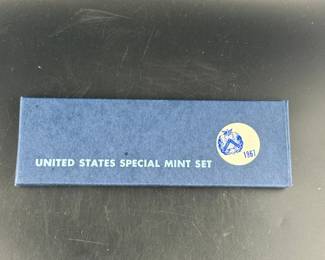 UNITED STATES SPECIAL MINT SET
1967